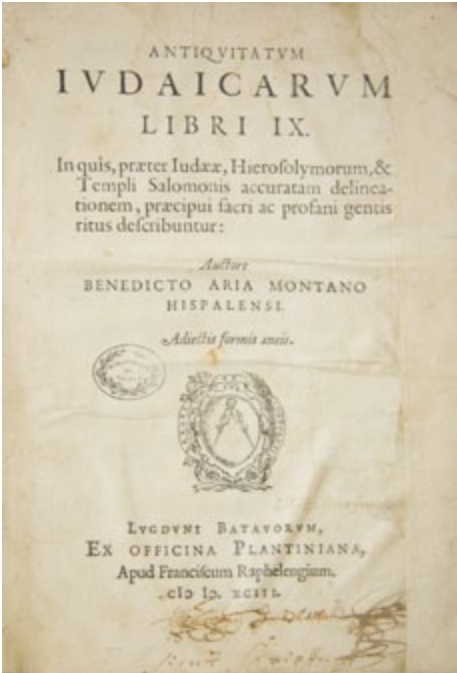 ANTIQVITATVM
IVDAICARVM
LIBRI IX.
In quîs, præter Iudææ, Hierosolymorum, &
Templi Salomonis accuratam delinea-
tionem, præcipui sacri ac profani gentis
ritus describuntur:
Auctore
BENEDICTO ARIA MONTANO
HISPALENSI.
Adiectis formis æneis.
LVGDVNI BATAVORVM,
EX OFFICINA PLANTINIANA,
Apud Franciscum Raphelengium.
cIɔ Iɔ. XCIII.